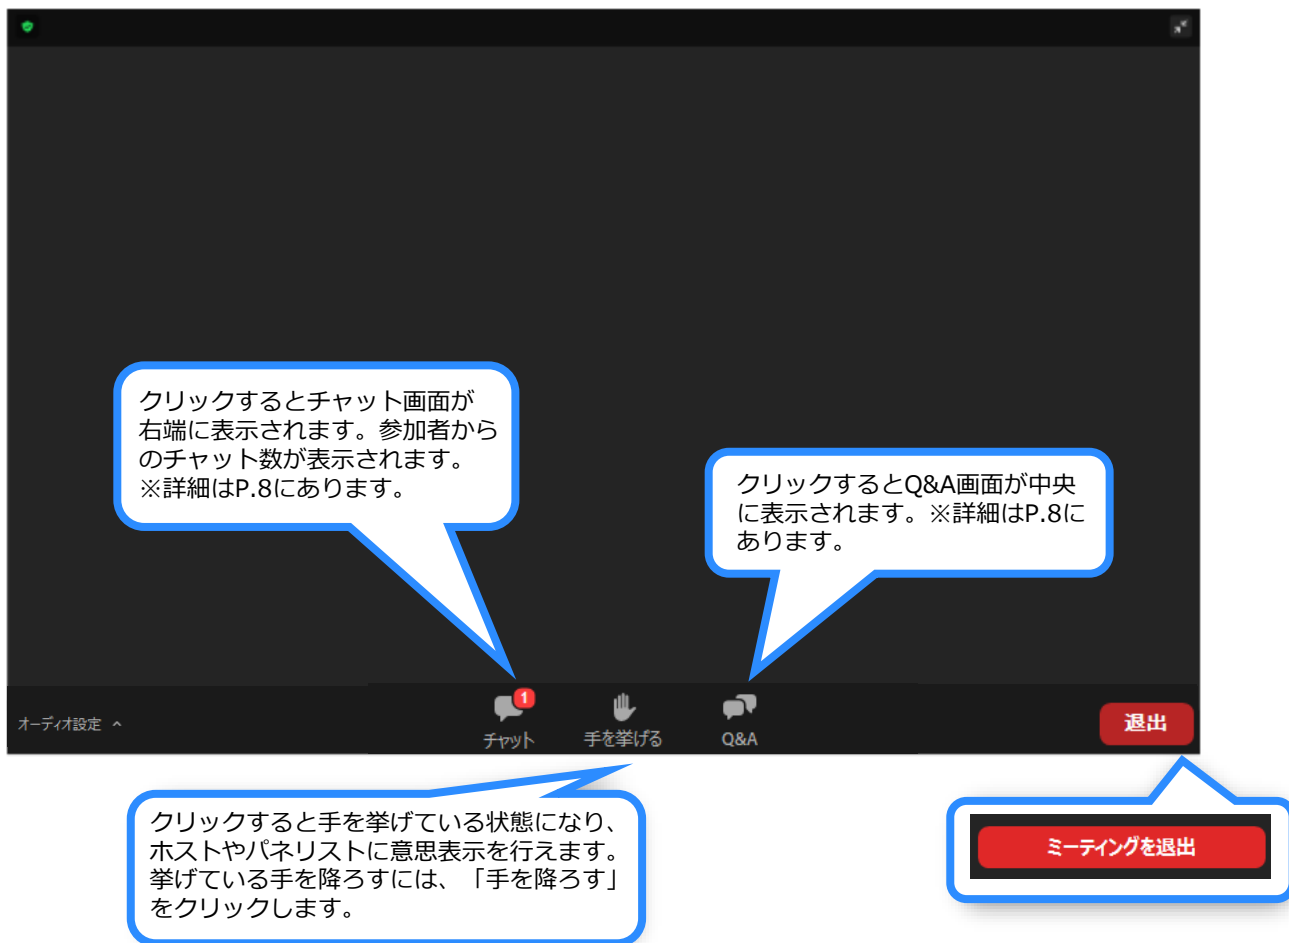 クリックするとチャット画面が
右端に表示されます。参加者から
のチャット数が表示されます。
※詳細はP.8にあります。
クリックするとQ&A画面が中央
に表示されます。※詳細はP.8に
あります。
オーディオ設定
1
チャット
手を挙げる
Q&A
退出
クリックすると手を挙げている状態になり、
ホストやパネリストに意思表示を行えます。
挙げている手を降ろすには、「手を降ろす」
をクリックします。
ミーティングを退出